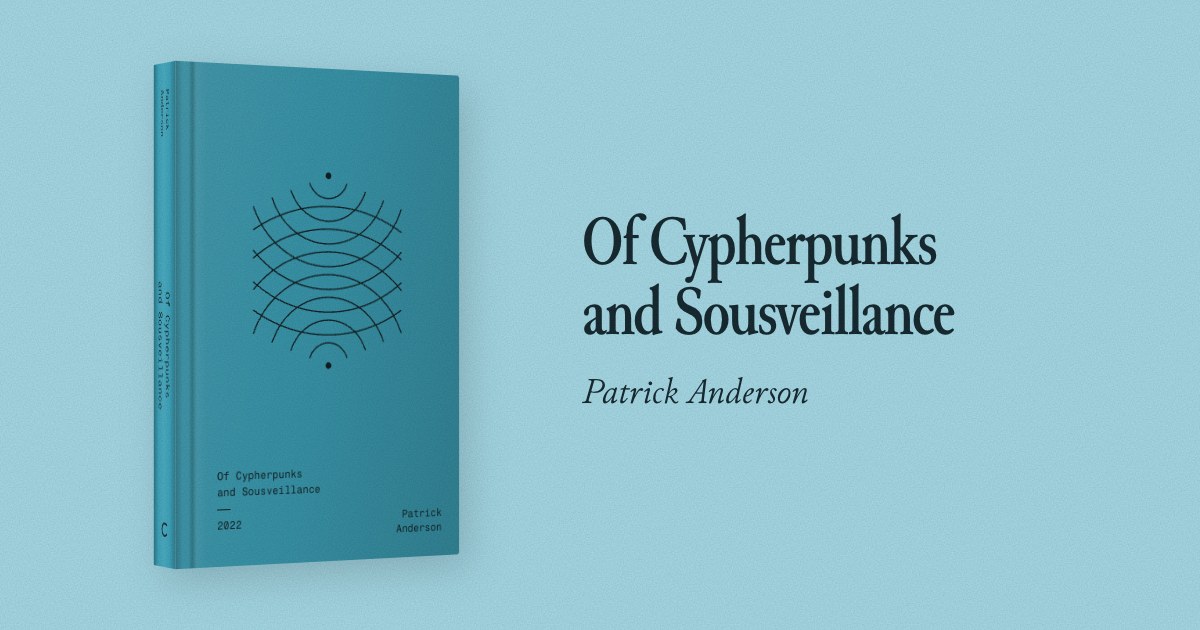 Patrick
Anderson
Of Cypherpunks
and Sousveillance
C
Of Cypherpunks
and Sousveillance
—
2022
Patrick
Anderson
Of Cypherpunks
and Sousveillance
Patrick Anderson